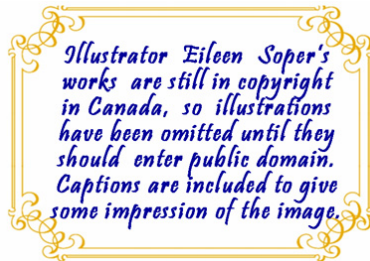 Illustrator Eileen Soper's
works are still in copyright
in Canada, so illustrations
have been omitted until they
should enter public domain.
Captions are included to give
some impression of the image.